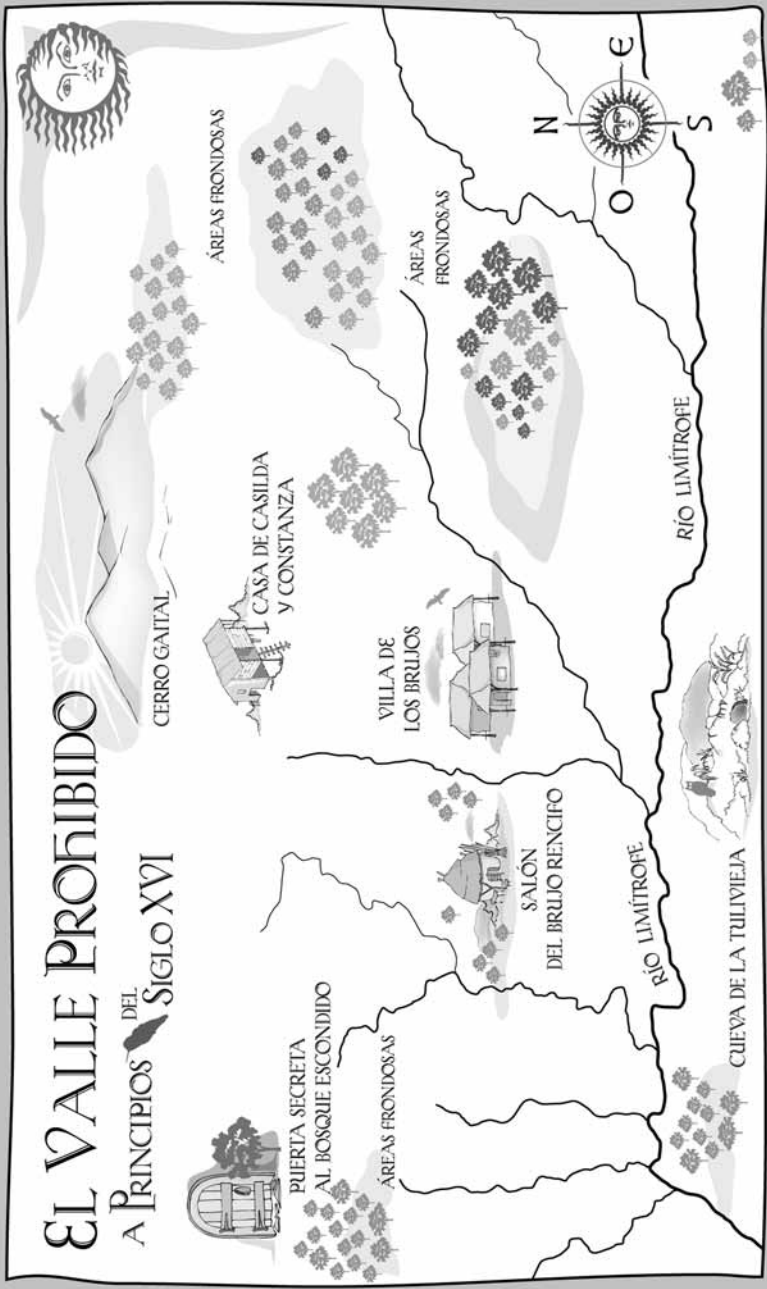 EL VALLE PROHIBIDO
A PRINCIPIOS DEL SIGLO XVI
CERRO GAITAL
ÁREAS FRONDOSAS
PUERTA SECRETA
AL BOSQUE ESCONDIDO
ÁREAS FRONDOSAS
CASA DE CASILDA
Y CONSTANZA
VILLA DE
LOS BRUJOS
ÁREAS
FRONDOSAS
SALÓN
DEL BRUJO RENCIFO
RÍO LIMÍTROFE
RÍO LIMÍTROFE
CUEVA DE LA TULIVIEJA
N
O
E
S